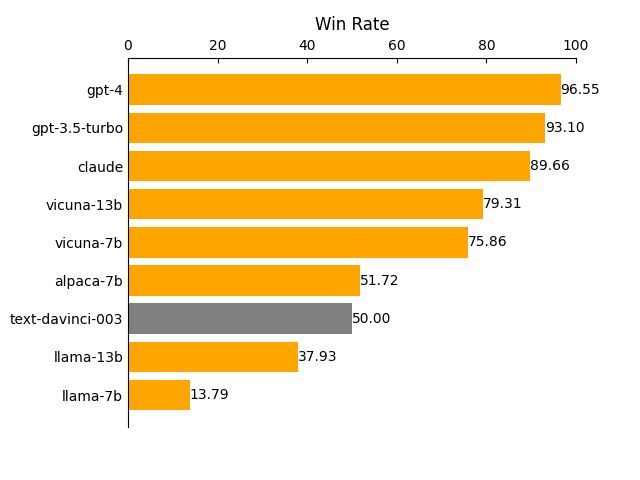 Win Rate
0 20 40 60 80 100
gpt-4 96.55
gpt-3.5-turbo 93.10
claude 89.66
vicuna-13b 79.31
vicuna-7b 75.86
alpaca-7b 51.72
text-davinci-003 50.00
llama-13b 37.93
llama-7b 13.79